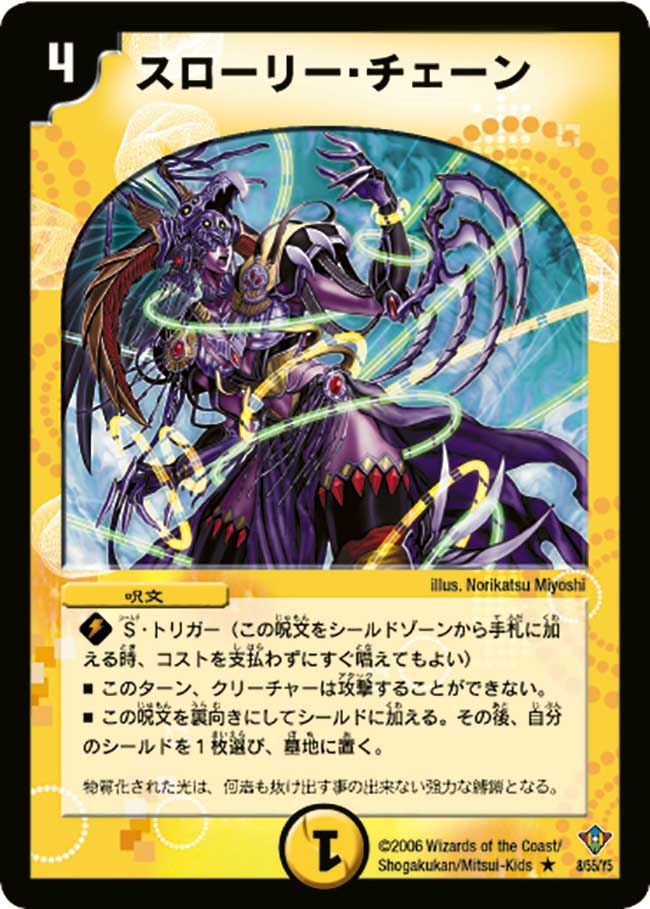 4
スローリー・チェーン
illus. Norikatsu Miyoshi
呪文
S・トリガー（この呪文をシールドゾーンから手札に加
える時、コストを支払わずにすぐ唱えてもよい）
■ このターン、クリーチャーは攻撃することができない。
■ この呪文を裏向きにしてシールドに加える。その後、自分
のシールドを１枚選び、墓地に置く。
物質化された光は、何者も抜け出す事の出来ない強力な鎖となる。
1
©2006 Wizards of the Coast/
Shogakukan/Mitsui-Kids ★ 8/55/Y5